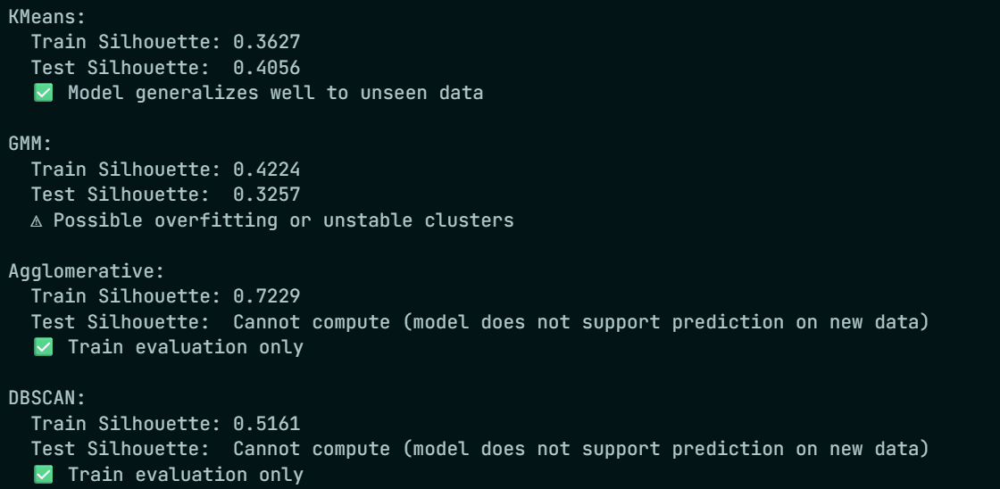 KMeans:
Train Silhouette: 0.3627
Test Silhouette:  0.4056
✅ Model generalizes well to unseen data
GMM:
Train Silhouette: 0.4224
Test Silhouette:  0.3257
⚠ Possible overfitting or unstable clusters
Agglomerative:
Train Silhouette: 0.7229
Test Silhouette:  Cannot compute (model does not support prediction on new data)
✅ Train evaluation only
DBSCAN:
Train Silhouette: 0.5161
Test Silhouette:  Cannot compute (model does not support prediction on new data)
✅ Train evaluation only